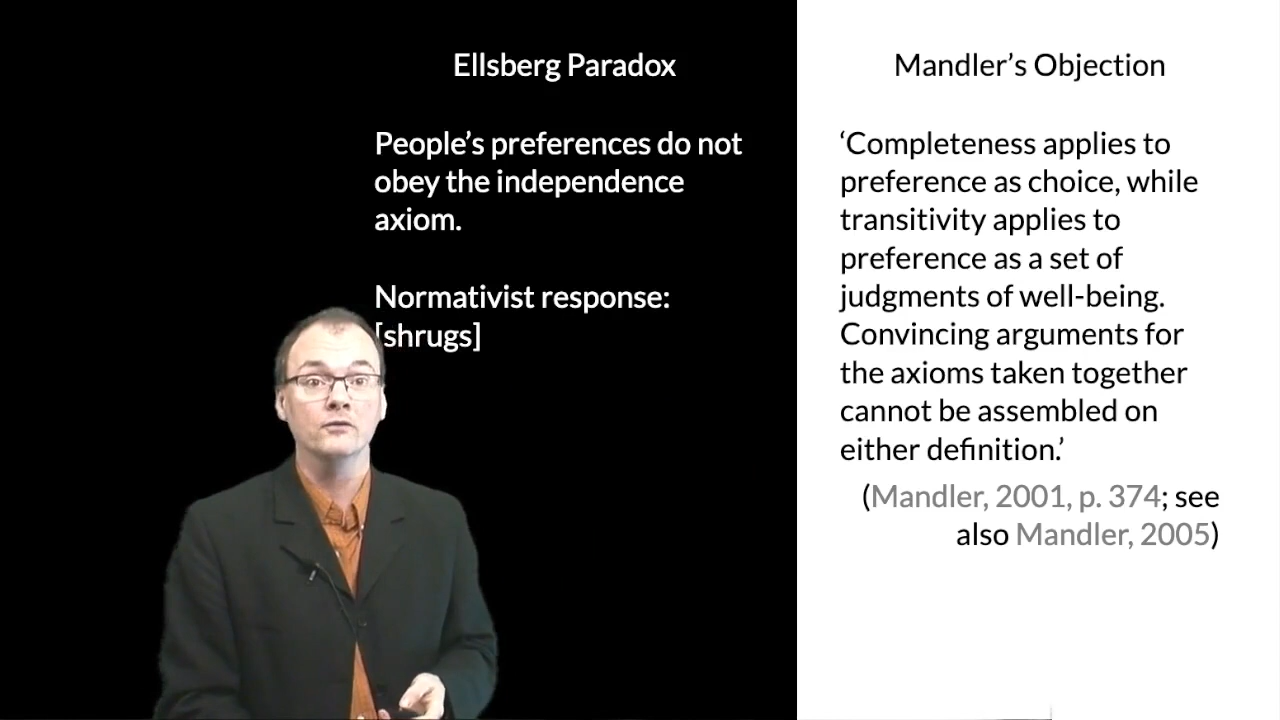 Ellsberg Paradox
People’s preferences do not
obey the independence
axiom.
Normativist response:
[shrugs]
Mandler’s Objection
‘Completeness applies to
preference as choice, while
transitivity applies to
preference as a set of
judgments of well-being.
Convincing arguments for
the axioms taken together
cannot be assembled on
either definition.’
(Mandler, 2001, p. 374; see
also Mandler, 2005)